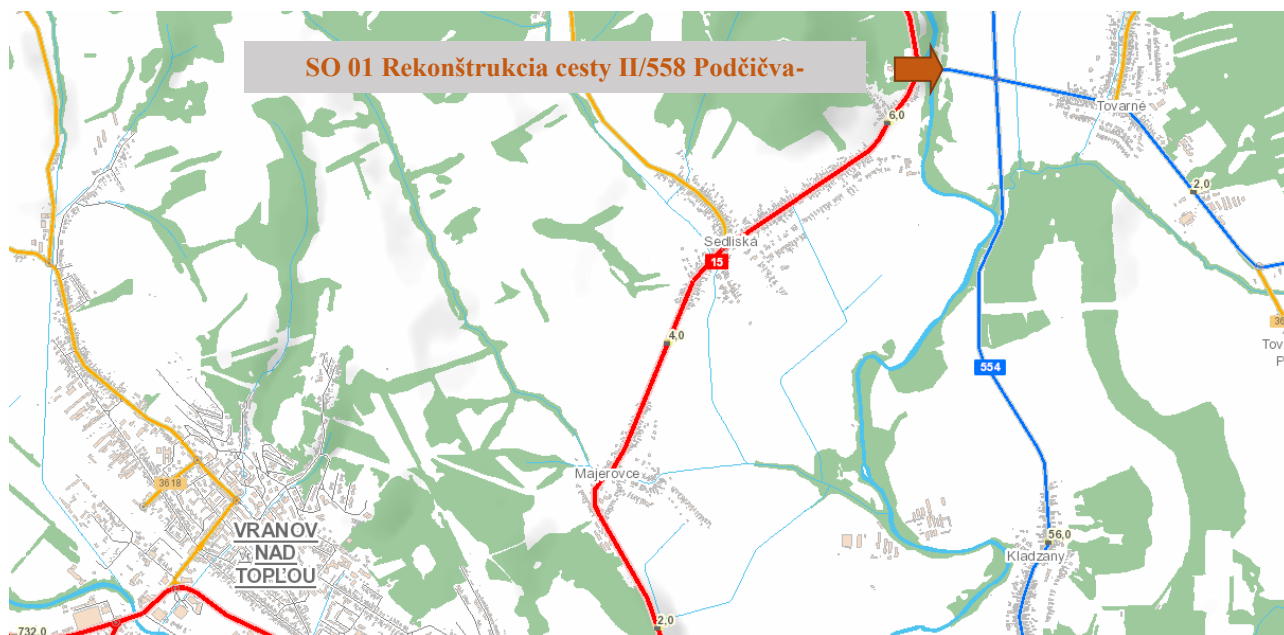 SO 01 Rekonštrukcia cesty II/558 Podčičva-
Tovarné
6,0
2,0
Sedliská
15
4,0
554
Majerovce
3618
VRANOV
NAD
TOPĽOU
56,0
Kladzany
732,0
2,0
36
Tov
P